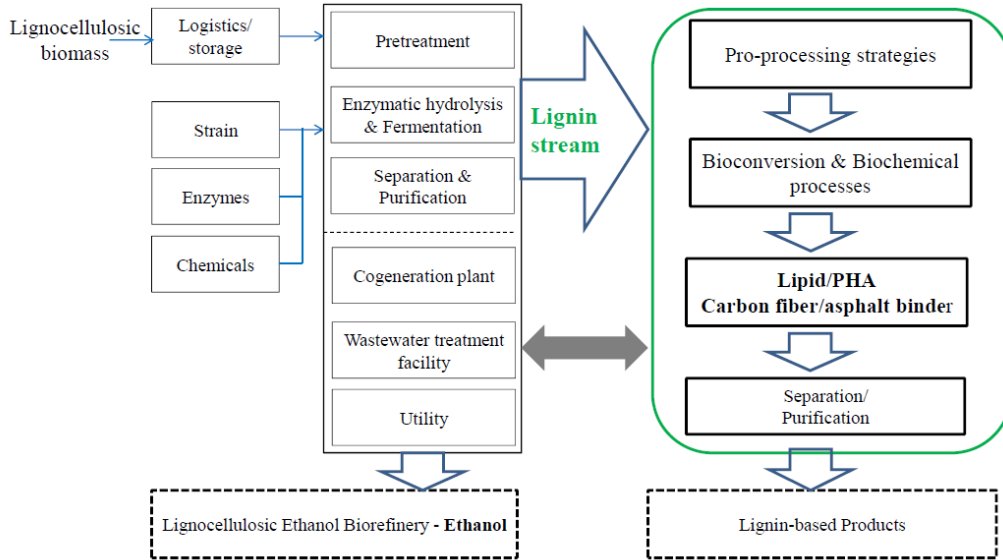 Lignocellulosic
biomass
Logistics/
storage
Strain
Enzymes
Chemicals
Pretreatment
Enzymatic hydrolysis
& Fermentation
Separation &
Purification
Cogeneration plant
Wastewater treatment
facility
Utility
Lignocellulosic Ethanol Biorefinery - Ethanol
Lignin
stream
Pro-processing strategies
Bioconversion & Biochemical
processes
Lipid/PHA
Carbon fiber/asphalt binder
Separation/
Purification
Lignin-based Products